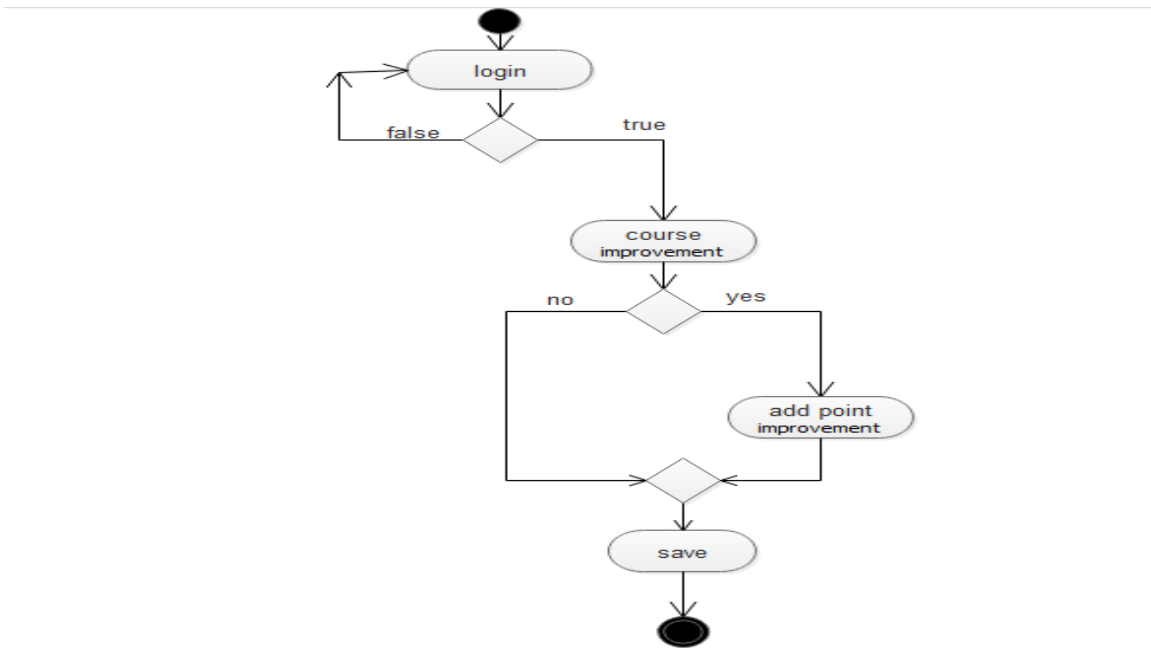 login
false
true
course
improvement
no
yes
add point
improvement
save